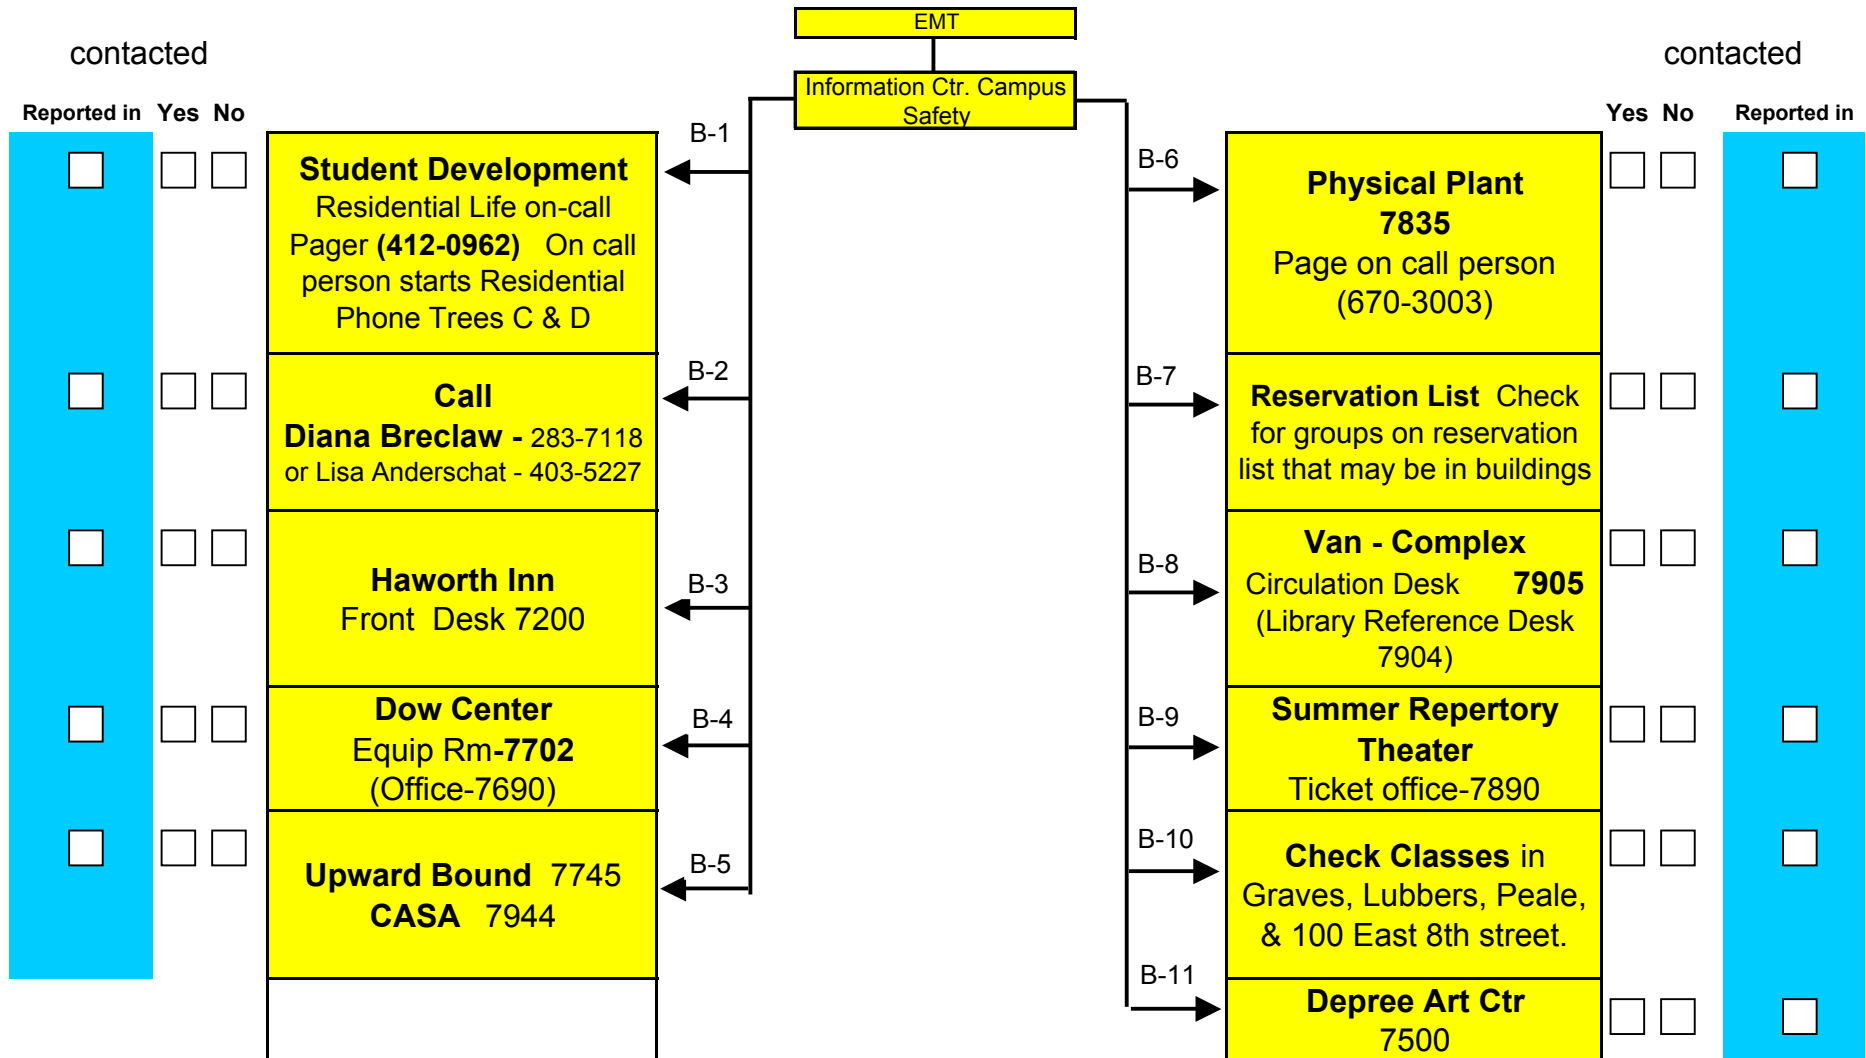 EMT
Information Ctr. Campus
Safety
contacted
Reported in Yes No
B-1
Student Development
Residential Life on-call
Pager (412-0962) On call
person starts Residential
Phone Trees C & D
B-2
Call
Diana Breclaw - 283-7118
or Lisa Anderschat - 403-5227
B-3
Haworth Inn
Front Desk 7200
B-4
Dow Center
Equip Rm-7702
(Office-7690)
B-5
Upward Bound 7745
CASA 7944
contacted
Yes No Reported in
B-6
Physical Plant
7835
Page on call person
(670-3003)
B-7
Reservation List Check
for groups on reservation
list that may be in buildings
B-8
Van - Complex
Circulation Desk 7905
(Library Reference Desk
7904)
B-9
Summer Repertory
Theater
Ticket office-7890
B-10
Check Classes in
Graves, Lubbers, Peale,
& 100 East 8th street.
B-11
Depree Art Ctr
7500